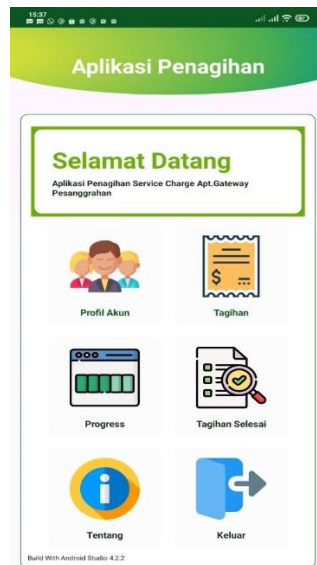 15:37
Aplikasi Penagihan
Selamat Datang
Aplikasi Penagihan Service Charge Apt.Gateway
Pesanggrahan
$
Profil Akun
Tagihan
Progress
Tagihan Selesai
i
Tentang
Keluar
Build With Android Studio 4.2.2